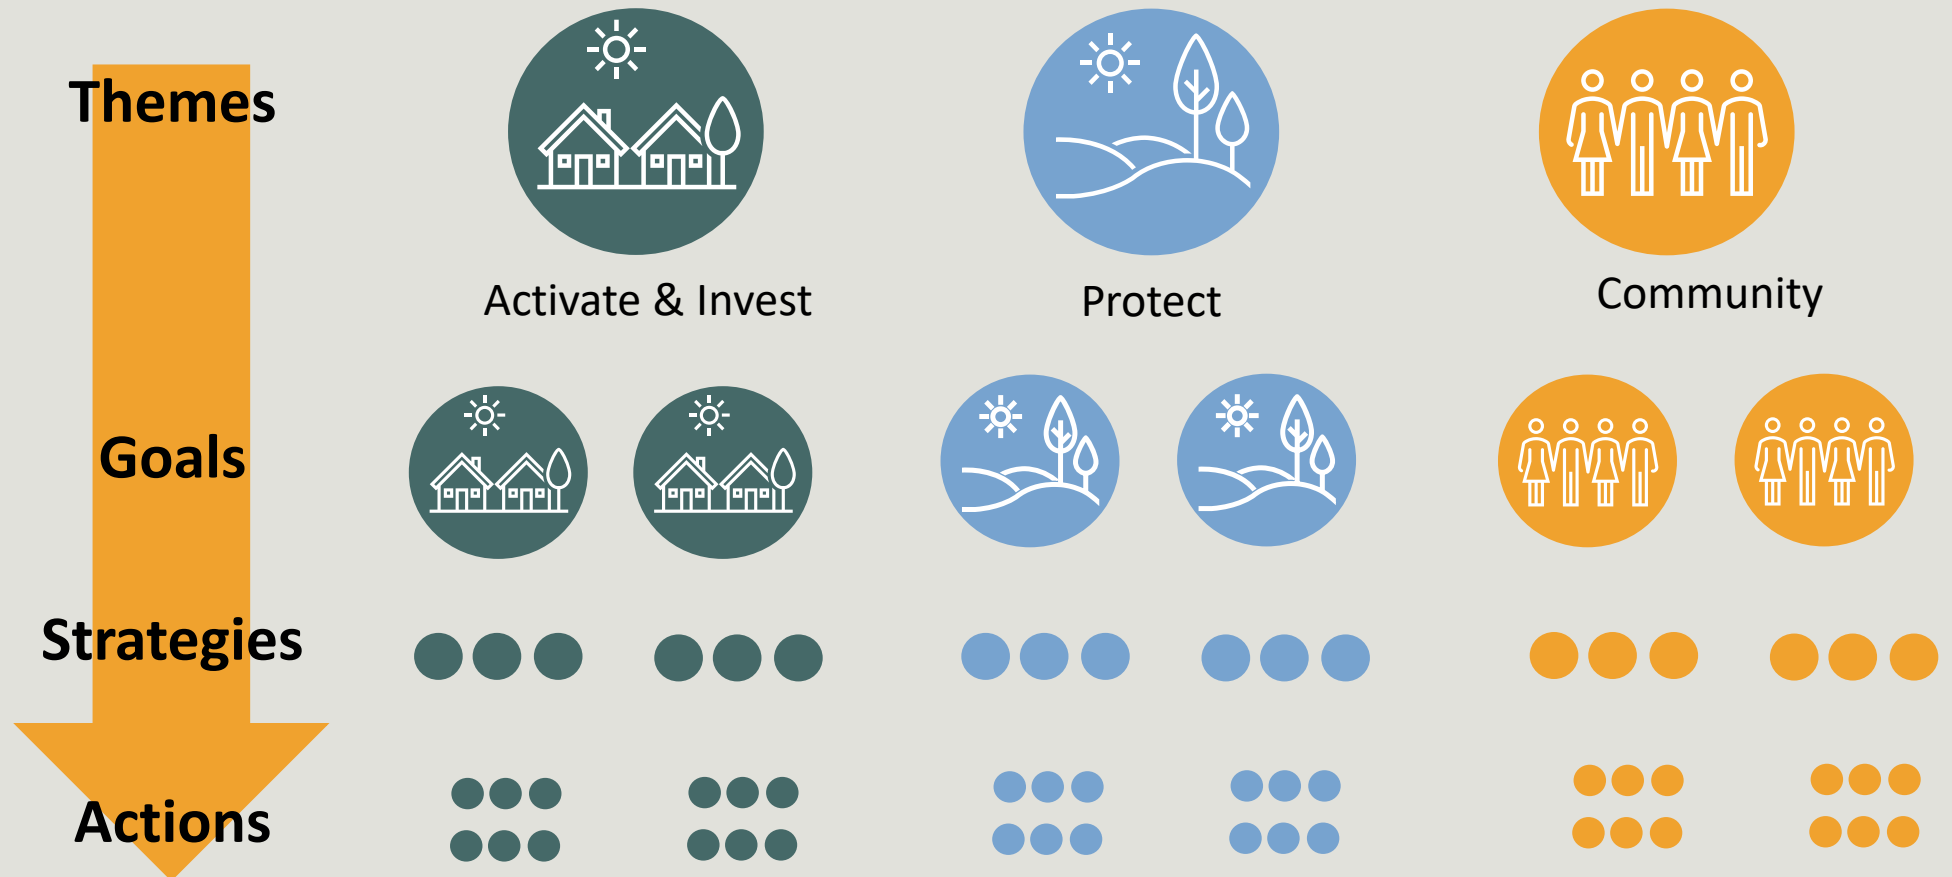 Themes
Activate & Invest
Protect
Community
Goals
Strategies
Actions